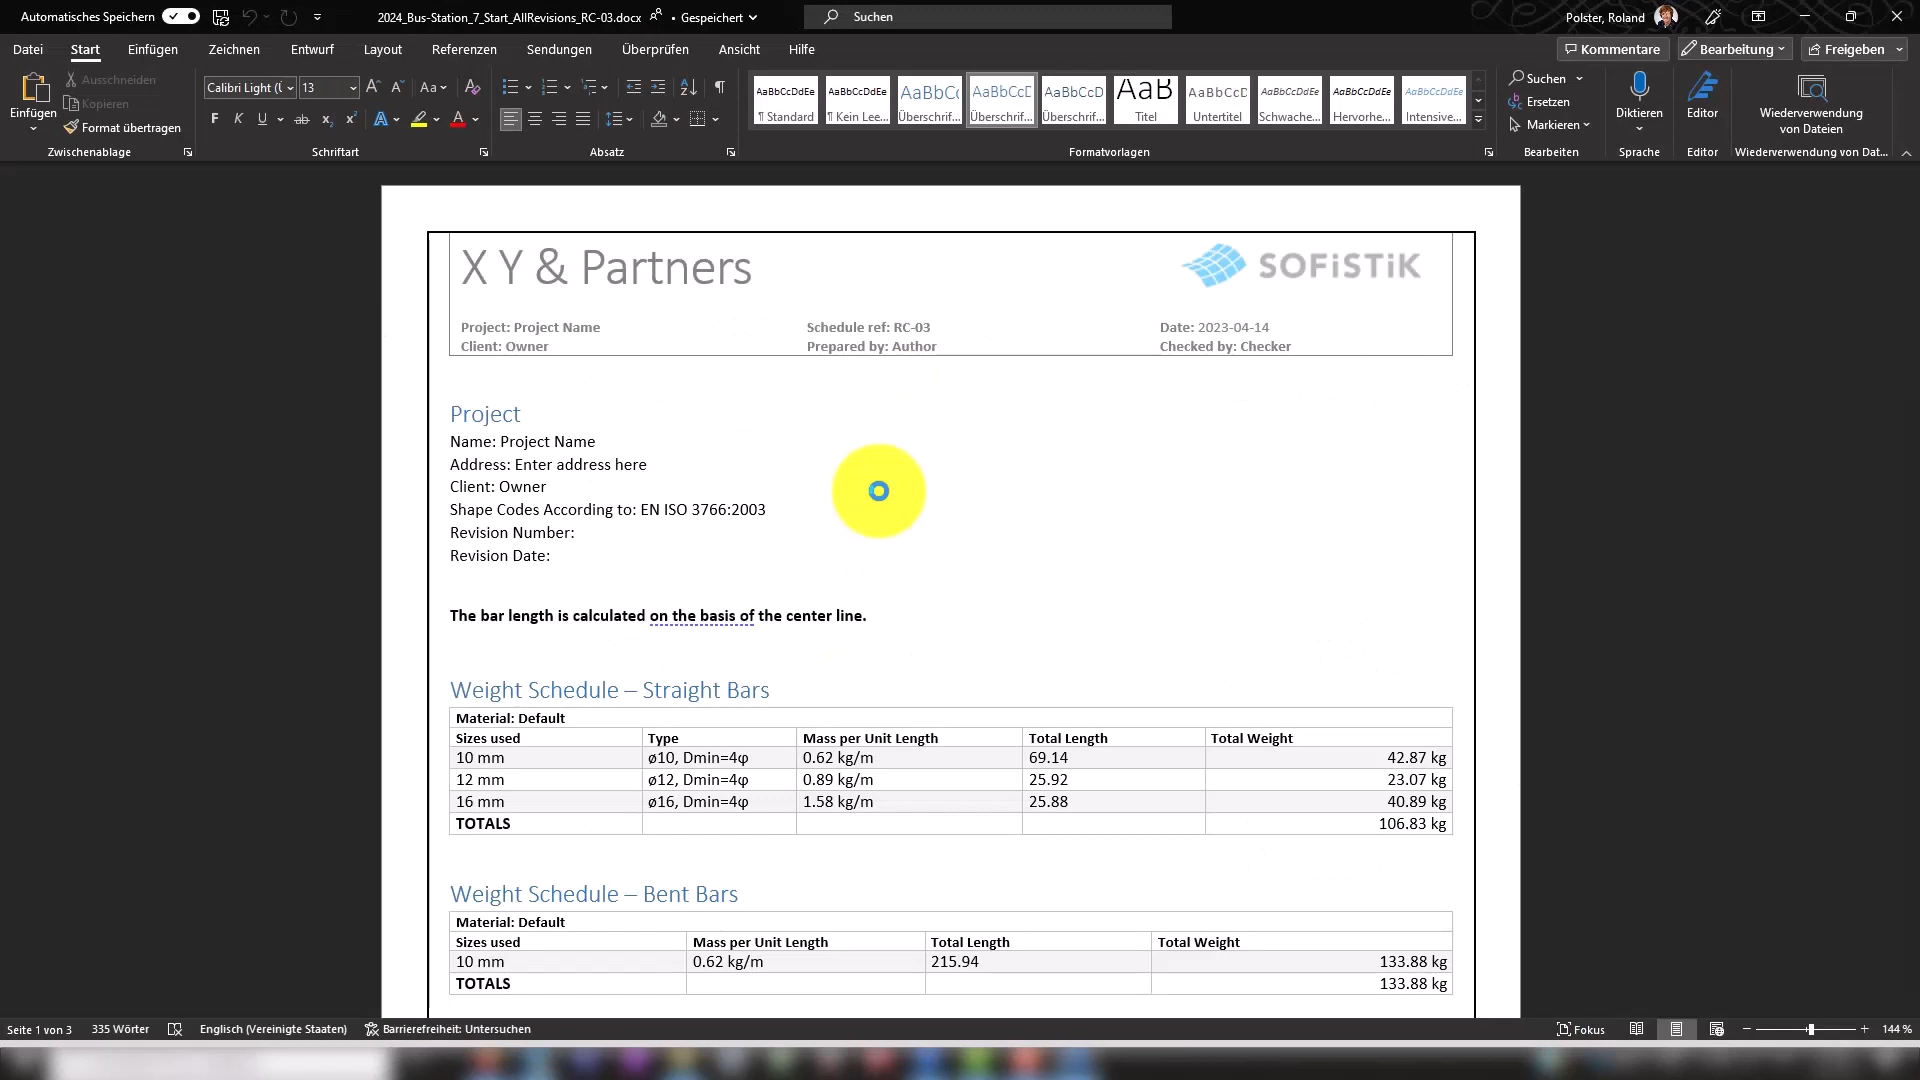 Automatisches Speichern 2024_Bus-Station_7_Start_AllRevisions_RC-03.docx • Gespeichert Suchen Polster, Roland
Datei Start Einfügen Zeichnen Entwurf Layout Referenzen Sendungen Überprüfen Ansicht Hilfe Kommentare Bearbeitung Freigeben
Einfügen
Ausschneiden
Kopieren
Format übertragen
Zwischenablage
Calibri Light (Ü 13
Schriftart
Absatz
AaBbCcDdEe AaBbCcDdEe AaBbCc AaBbCcD AaBbCcD AaB AaBbCcD AaBbCcDdEe AaBbCcDdEe AaBbCcDdEe
¶ Standard ¶ Kein Lee... Überschrif... Überschrif... Überschrif... Titel Untertitel Schwache... Hervorhe... Intensive...
Formatvorlagen
Suchen
Ersetzen
Markieren
Bearbeiten
Diktieren
Sprache
Editor
Editor
Wiederverwendung
von Dateien
Wiederverwendung von Dat...
X Y & Partners
SOFiSTiK
Project: Project Name Schedule ref: RC-03 Date: 2023-04-14
Client: Owner Prepared by: Author Checked by: Checker
Project
Name: Project Name
Address: Enter address here
Client: Owner
Shape Codes According to: EN ISO 3766:2003
Revision Number:
Revision Date:
The bar length is calculated on the basis of the center line.
Weight Schedule – Straight Bars
Material: Default
Sizes used Type Mass per Unit Length Total Length Total Weight
10 mm ø10, Dmin=4φ 0.62 kg/m 69.14 42.87 kg
12 mm ø12, Dmin=4φ 0.89 kg/m 25.92 23.07 kg
16 mm ø16, Dmin=4φ 1.58 kg/m 25.88 40.89 kg
TOTALS 106.83 kg
Weight Schedule – Bent Bars
Material: Default
Sizes used Mass per Unit Length Total Length Total Weight
10 mm 0.62 kg/m 215.94 133.88 kg
TOTALS 133.88 kg
Seite 1 von 3 335 Wörter Englisch (Vereinigte Staaten) Barrierefreiheit: Untersuchen Fokus 144 %